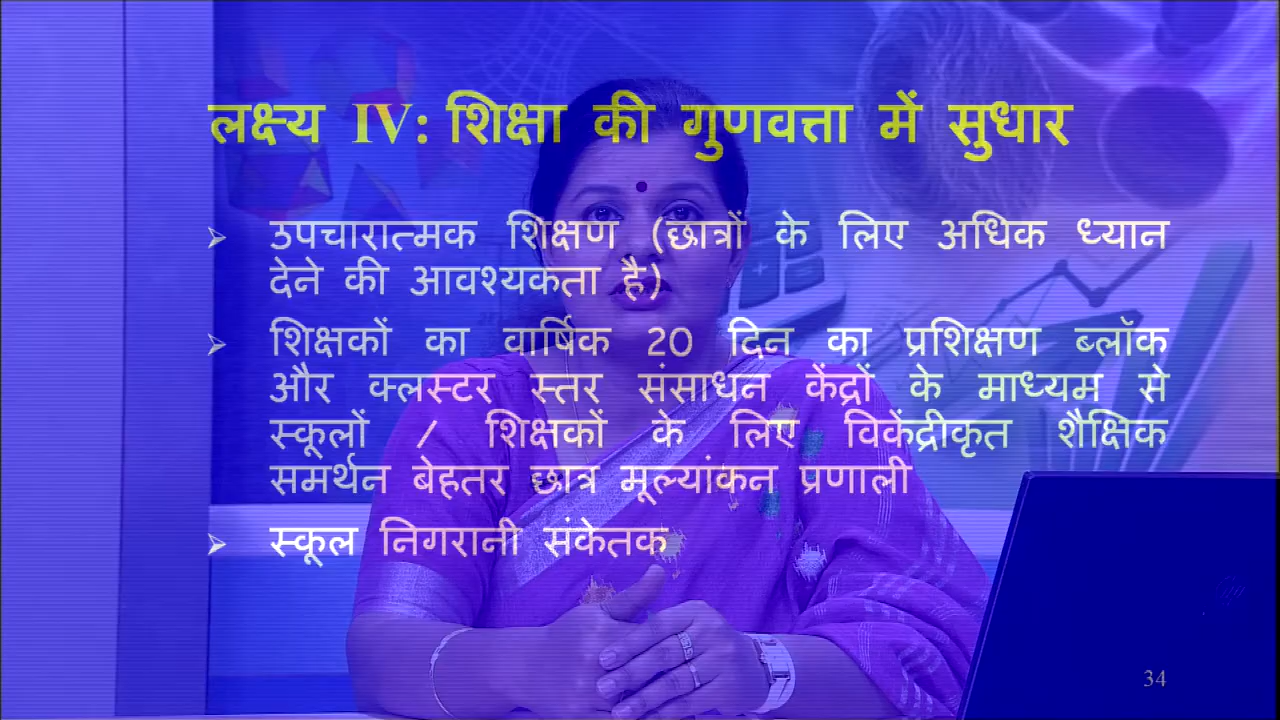 लक्ष्य IV: शिक्षा की गुणवत्ता में सुधार
➢ उपचारात्मक शिक्षण (छात्रों के लिए अधिक ध्यान
देने की आवश्यकता है)
➢ शिक्षकों का वार्षिक 20 दिन का प्रशिक्षण ब्लॉक
और क्लस्टर स्तर संसाधन केंद्रों के माध्यम से
स्कूलों / शिक्षकों के लिए विकेंद्रीकृत शैक्षिक
समर्थन बेहतर छात्र मूल्यांकन प्रणाली
➢ स्कूल निगरानी संकेतक
34